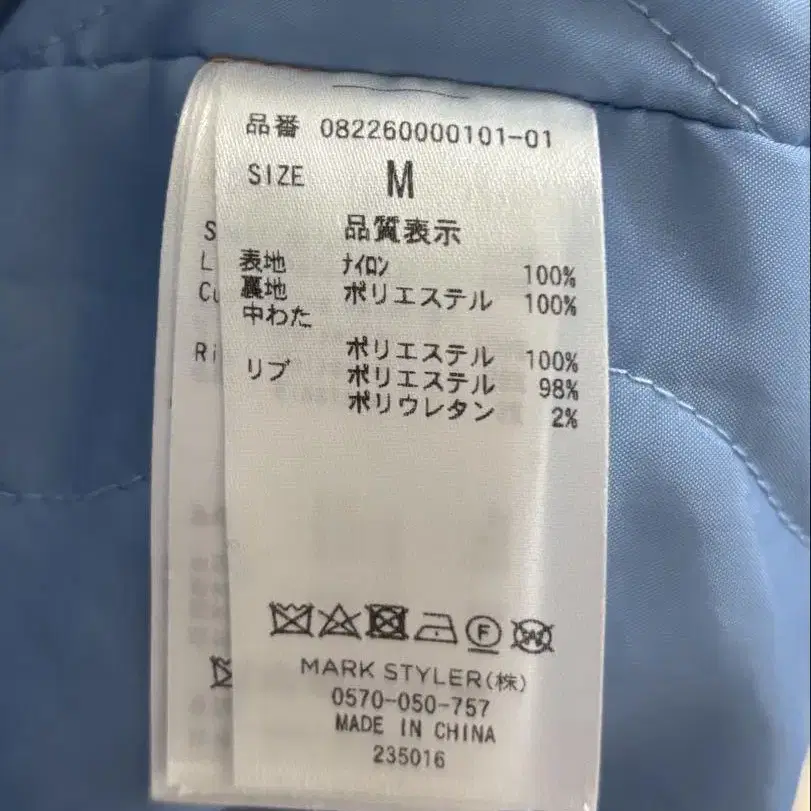 品番 082260000101-01
SIZE M
品質表示
表地 ナイロン 100%
裏地 ポリエステル 100%
中わた
ポリエステル 100%
リブ ポリエステル 98%
ポリウレタン 2%
F
W
MARK STYLER(株)
0570-050-757
MADE IN CHINA
235016